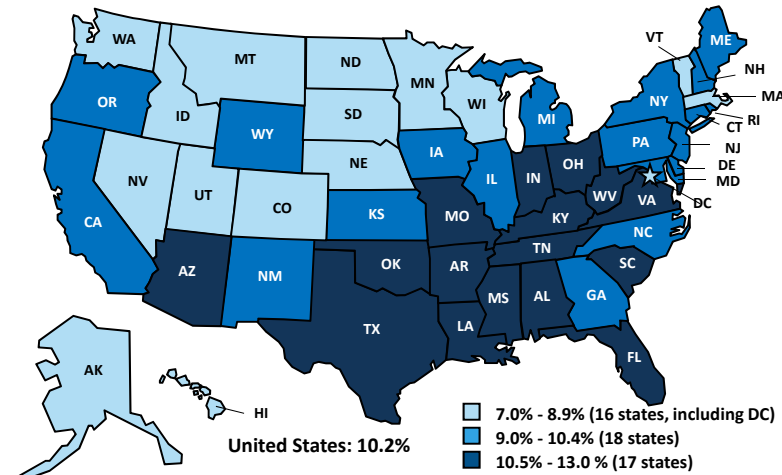 WA
MT
ND
MN
VT
ME
NH
OR
ID
SD
WI
MI
NY
MA
WY
RI
CT
IA
PA
NJ
NE
NV
UT
CO
IL
IN
OH
DE
MD
CA
KS
MO
WV
VA
DC
KY
AZ
NM
OK
AR
TN
NC
SC
MS
AL
GA
TX
LA
FL
AK
HI
United States: 10.2%
7.0% - 8.9% (16 states, including DC)
9.0% - 10.4% (18 states)
10.5% - 13.0 % (17 states)